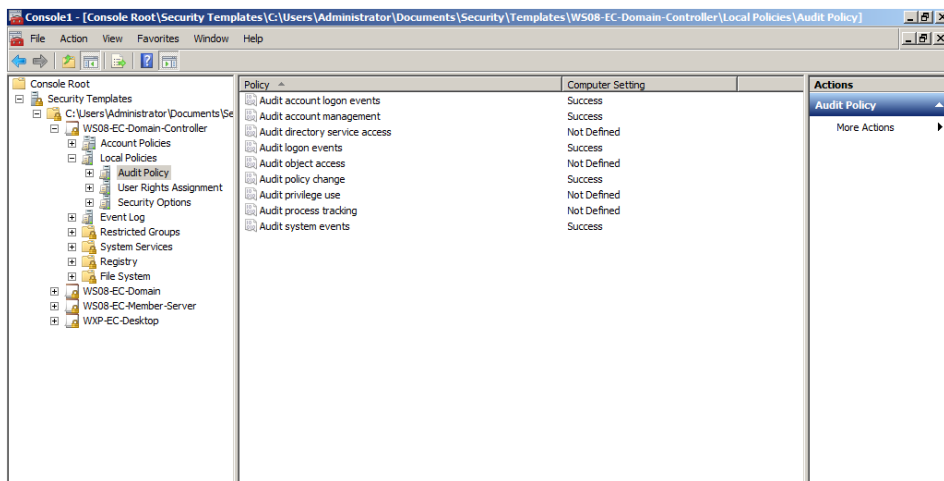 Console1 - [Console Root\Security Templates\C:\Users\Administrator\Documents\Security\Templates\WS08-EC-Domain-Controller\Local Policies\Audit Policy]
File Action View Favorites Window Help
Console Root
Security Templates
C:\Users\Administrator\Documents\Se
WS08-EC-Domain-Controller
Account Policies
Local Policies
Audit Policy
User Rights Assignment
Security Options
Event Log
Restricted Groups
System Services
Registry
File System
WS08-EC-Domain
WS08-EC-Member-Server
WXP-EC-Desktop
Policy Computer Setting
Audit account logon events Success
Audit account management Success
Audit directory service access Not Defined
Audit logon events Success
Audit object access Not Defined
Audit policy change Success
Audit privilege use Not Defined
Audit process tracking Not Defined
Audit system events Success
Actions
Audit Policy
More Actions